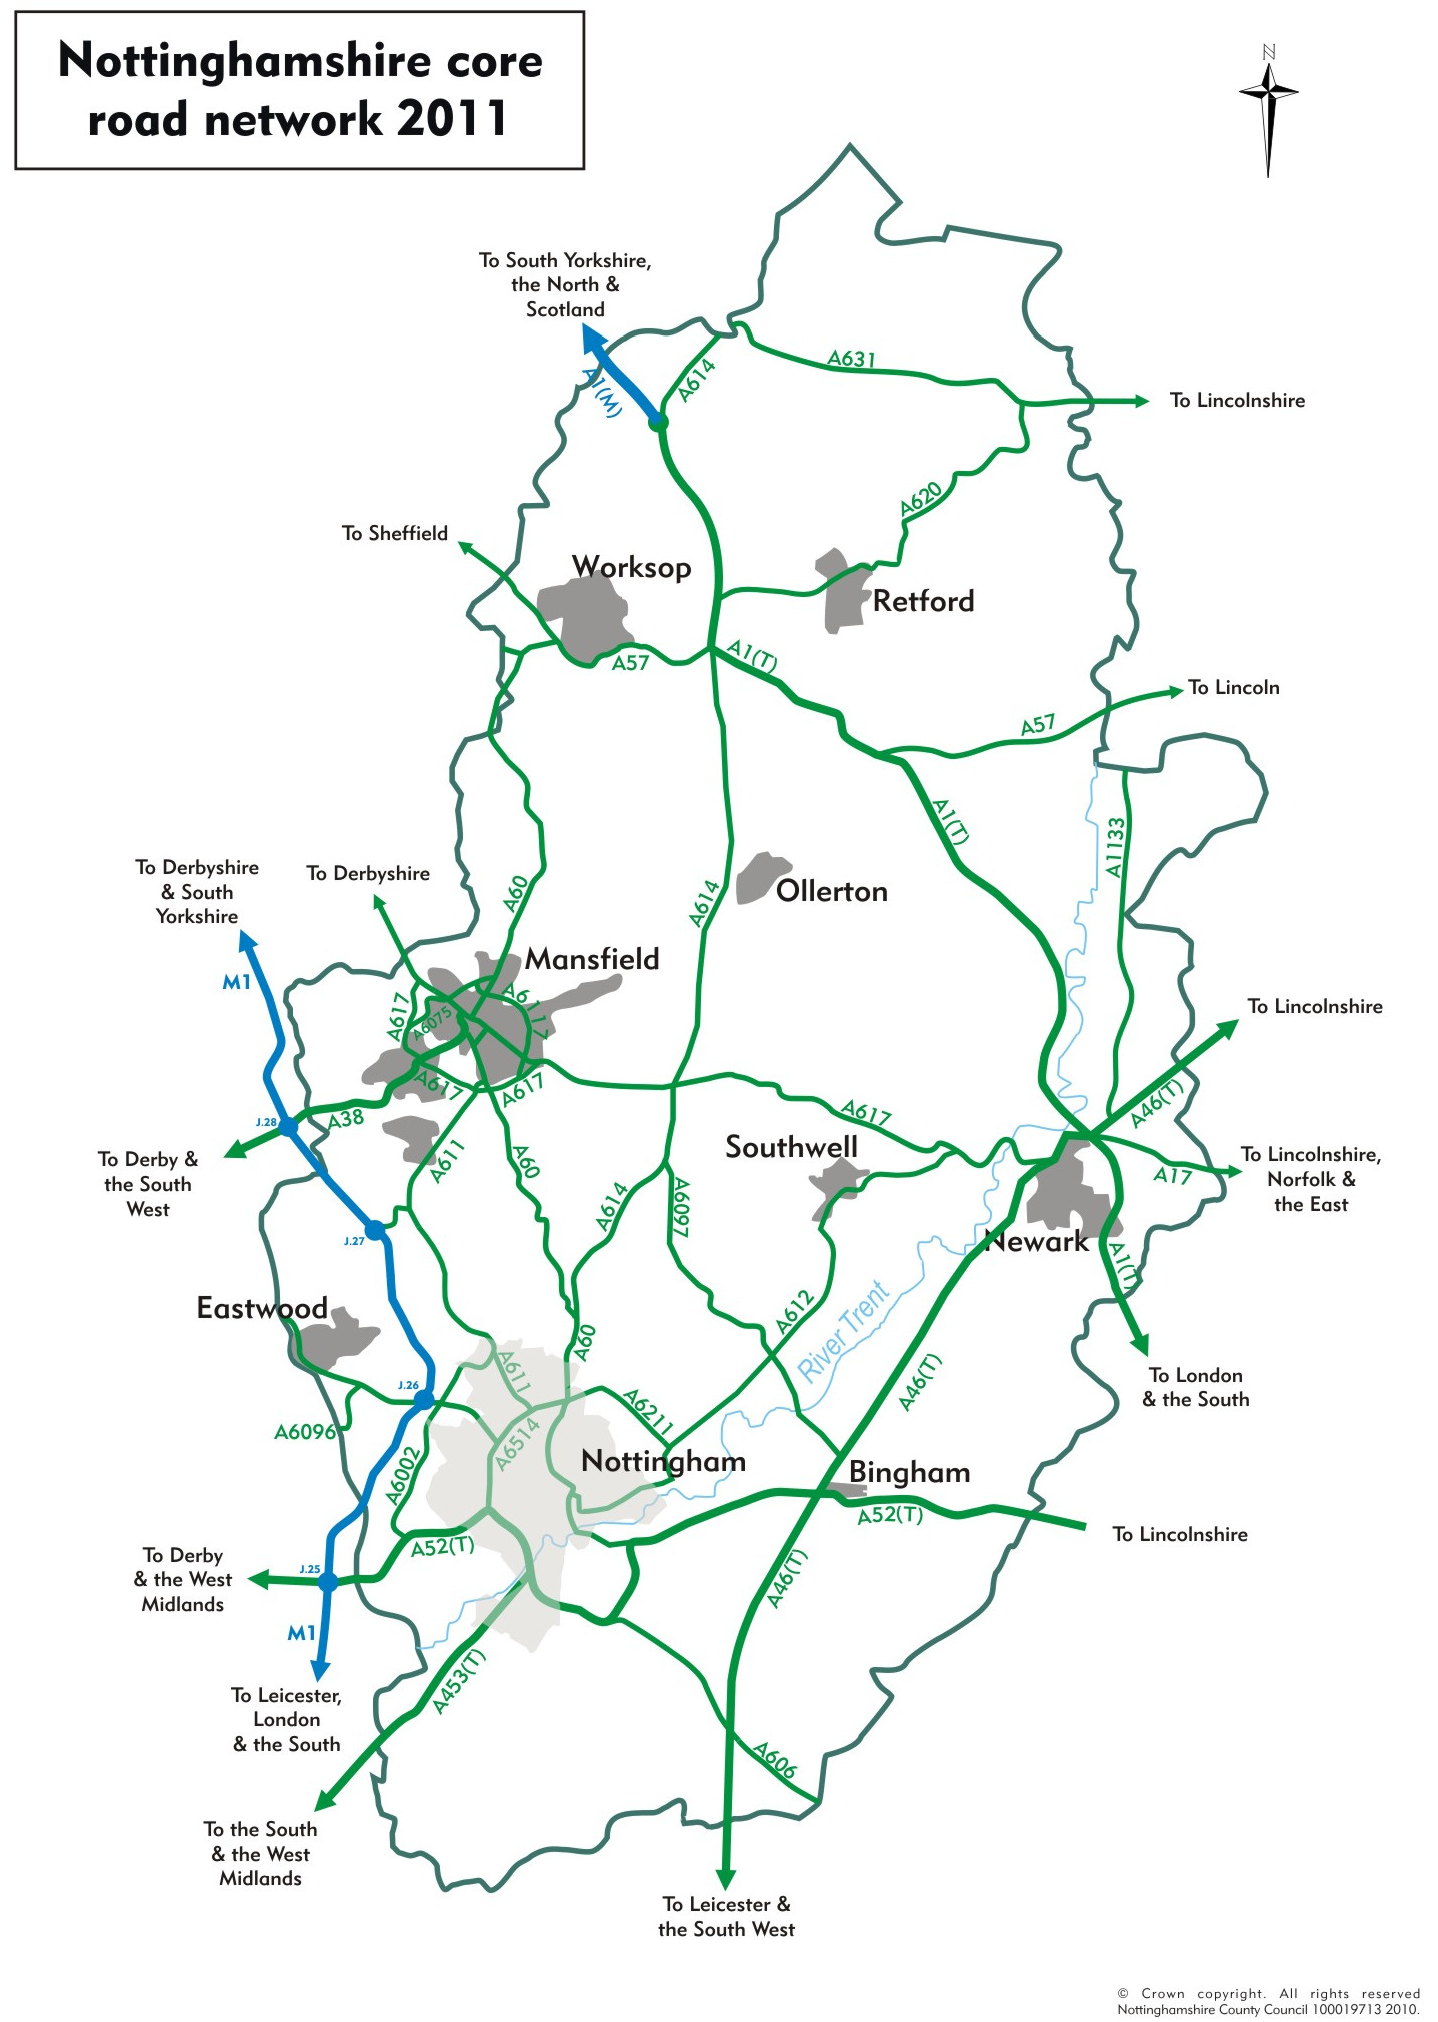 Nottinghamshire core
road network 2011
N
To South Yorkshire,
the North &
Scotland
A1(M)
A614
A631
To Lincolnshire
A620
To Sheffield
Worksop
Retford
A57
A1(T)
To Lincoln
A57
A1(T)
A1133
To Derbyshire
& South
Yorkshire
To Derbyshire
A60
A614
Ollerton
M1
Mansfield
A617
A6075
A6117
To Lincolnshire
A617
A617
J.28
A38
A617
A46(T)
To Derby &
the South
West
A611
A60
Southwell
To Lincolnshire,
Norfolk &
the East
A17
A614
A6097
J.27
Newark
A1(T)
Eastwood
A612
River Trent
A60
To London
& the South
J.26
A611
A46(T)
A6211
A6096
A6514
A6002
Nottingham
Bingham
A52(T)
To Lincolnshire
A52(T)
To Derby
& the West
Midlands
J.25
A46(T)
M1
To Leicester,
London
& the South
A453(T)
A606
To the South
& the West
Midlands
To Leicester &
the South West
© Crown copyright. All rights reserved
Nottinghamshire County Council 100019713 2010.